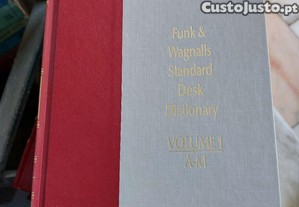 CustoJusto.pt
Funk &
Wagnalls
Standard
Desk
Dictionary
VOLUME 1
A-M